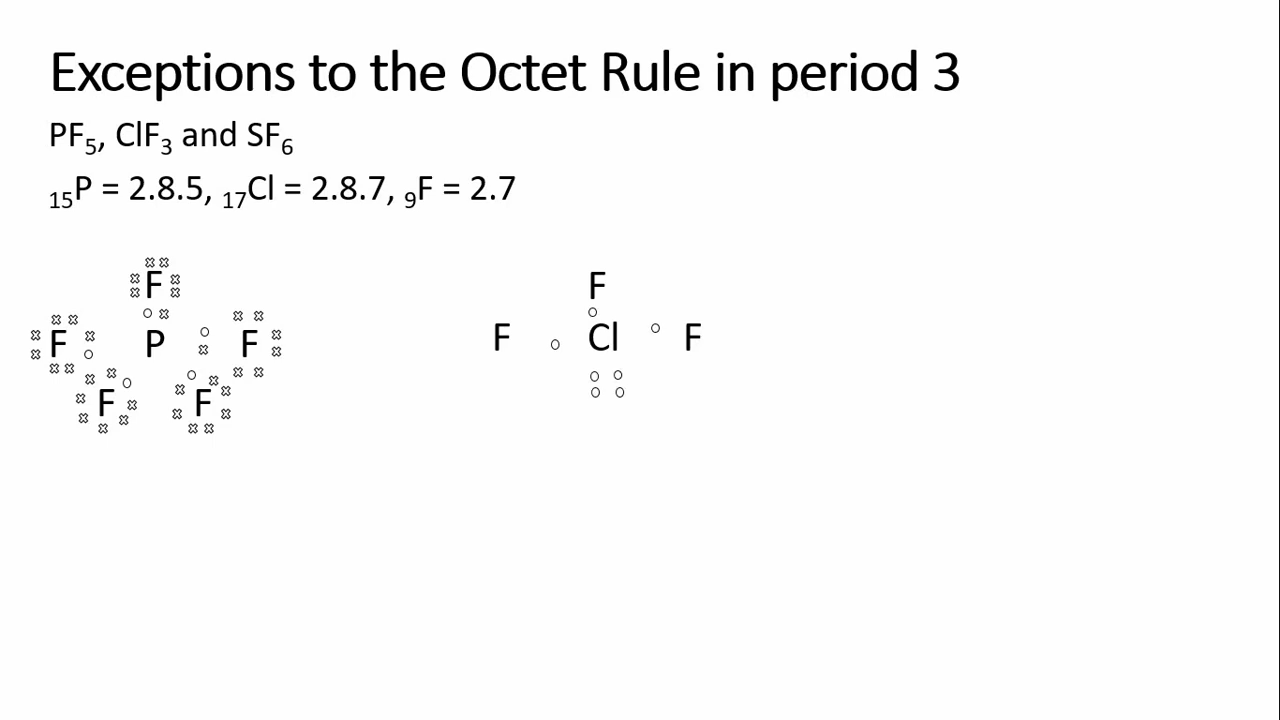 Exceptions to the Octet Rule in period 3
PF₅, ClF₃ and SF₆
₁₅P = 2.8.5, ₁₇Cl = 2.8.7, ₉F = 2.7
F
F P F
F F
F
F Cl F